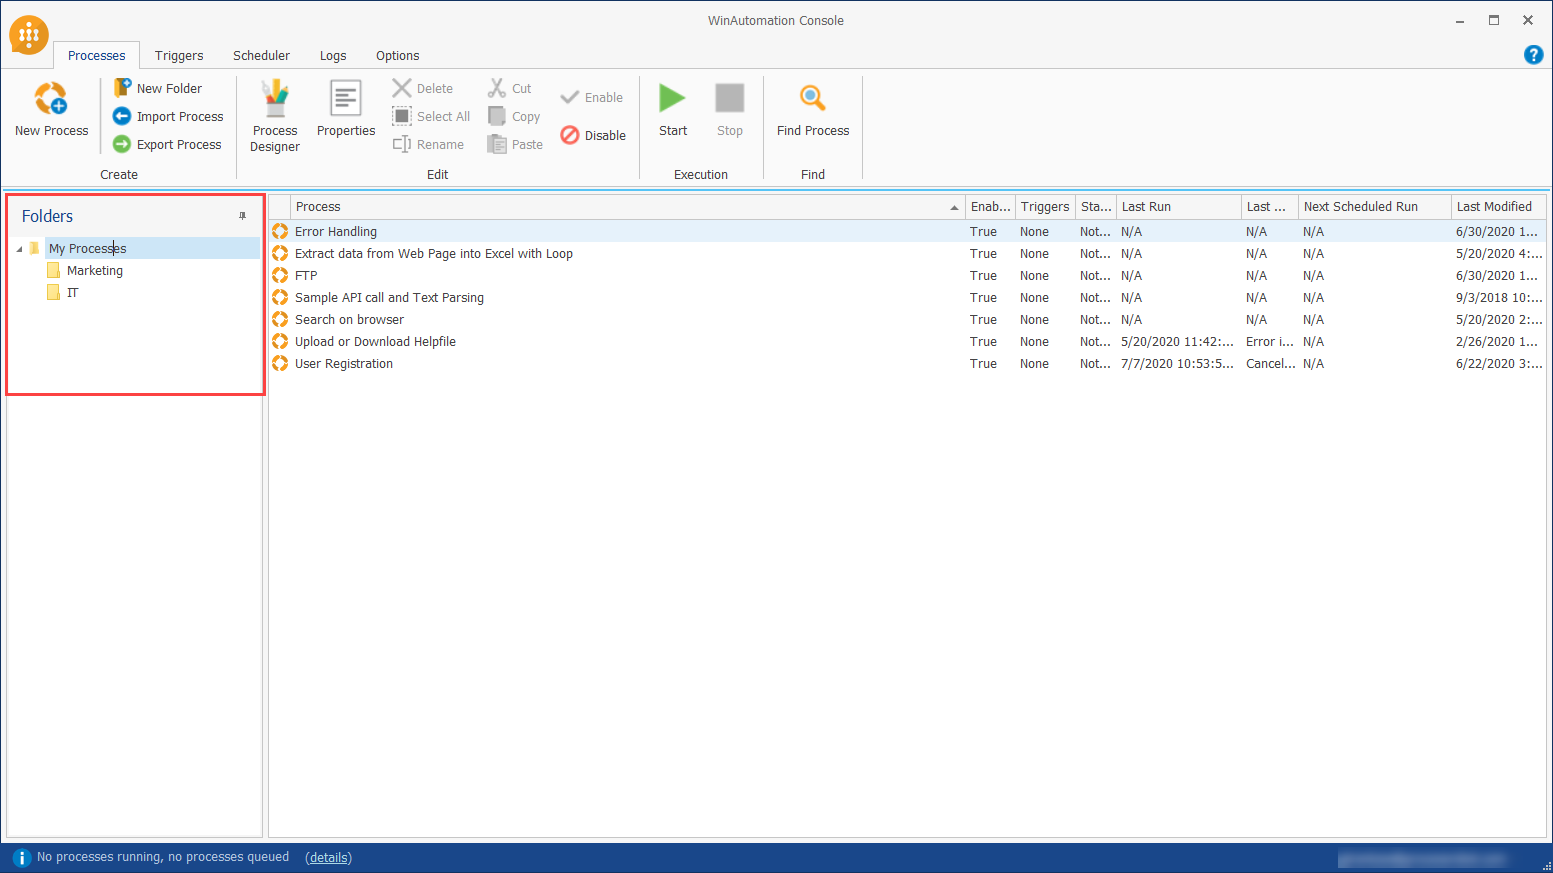 WinAutomation Console
Processes Triggers Scheduler Logs Options
New Process
New Folder
Import Process
Export Process
Create
Process Designer
Properties
Delete
Select All
Rename
Cut
Copy
Paste
Enable
Disable
Edit
Start
Stop
Execution
Find Process
Find
Folders
My Processes
Marketing
IT
Process Enab... Triggers Sta... Last Run Last ... Next Scheduled Run Last Modified
Error Handling True None Not... N/A N/A N/A 6/30/2020 1...
Extract data from Web Page into Excel with Loop True None Not... N/A N/A N/A 5/20/2020 4:...
FTP True None Not... N/A N/A N/A 6/30/2020 1...
Sample API call and Text Parsing True None Not... N/A N/A N/A 9/3/2018 10:...
Search on browser True None Not... N/A N/A N/A 5/20/2020 2:...
Upload or Download Helpfile True None Not... 5/20/2020 11:42:... Error i... N/A 2/26/2020 1...
User Registration True None Not... 7/7/2020 10:53:5... Cancel... N/A 6/22/2020 3:...
No processes running, no processes queued (details)